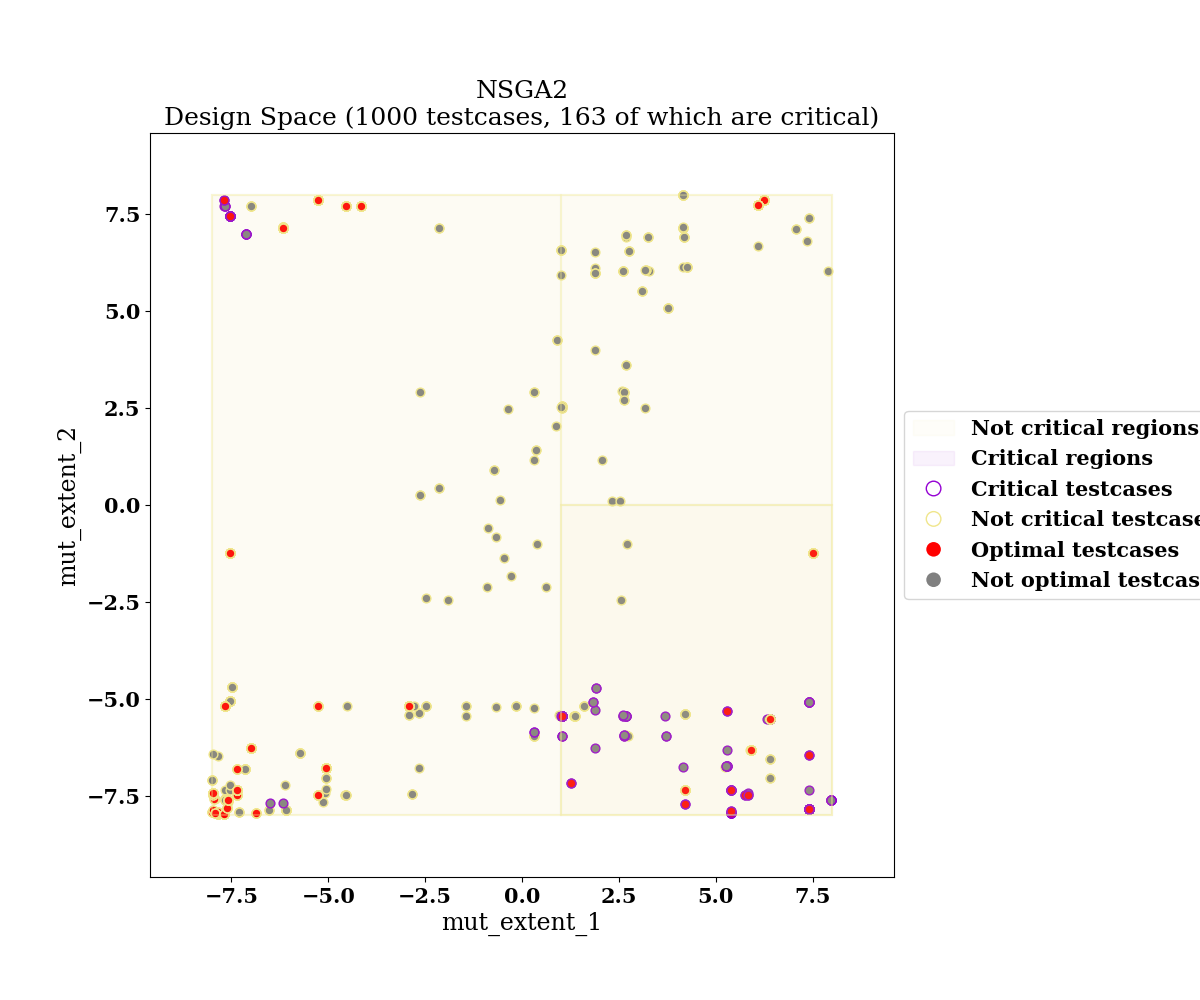 NSGA2
Design Space (1000 testcases, 163 of which are critical)
7.5
5.0
2.5
0.0
−2.5
−5.0
−7.5
mut_extent_2
−7.5 −5.0 −2.5 0.0 2.5 5.0 7.5
mut_extent_1
Not critical regions
Critical regions
Critical testcases
Not critical testcase
Optimal testcases
Not optimal testcas